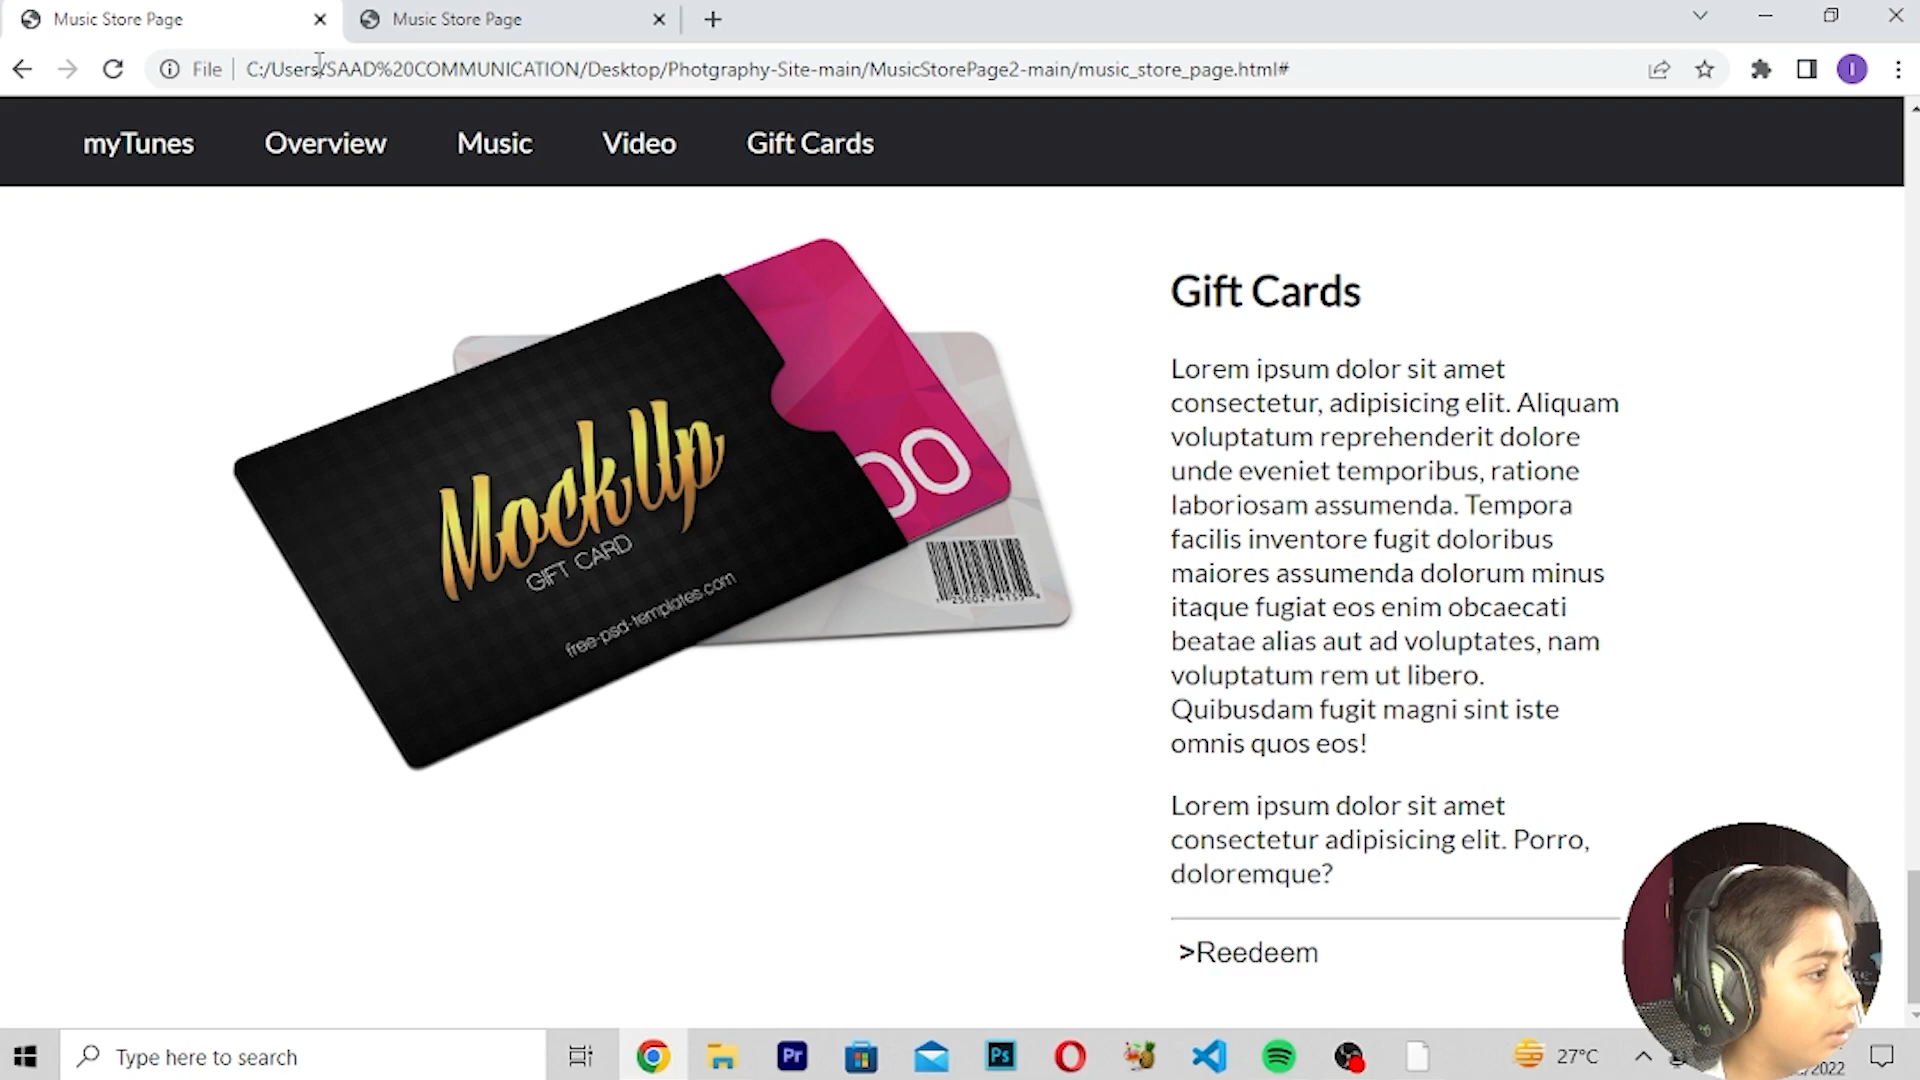 Music Store Page
Music Store Page
File
C:/Users/SAAD%20COMMUNICATION/Desktop/Photgraphy-Site-main/MusicStorePage2-main/music_store_page.html#
myTunes
Overview
Music
Video
Gift Cards
MockUp
GIFT CARD
free-psd-templates.com
00
Gift Cards
Lorem ipsum dolor sit amet
consectetur, adipisicing elit. Aliquam
voluptatum reprehenderit dolore
unde eveniet temporibus, ratione
laboriosam assumenda. Tempora
facilis inventore fugit doloribus
maiores assumenda dolorum minus
itaque fugiat eos enim obcaecati
beatae alias aut ad voluptates, nam
voluptatum rem ut libero.
Quibusdam fugit magni sint iste
omnis quos eos!
Lorem ipsum dolor sit amet
consectetur adipisicing elit. Porro,
doloremque?
>Reedeem
Type here to search
Pr
Ps
27°C
/2022
I